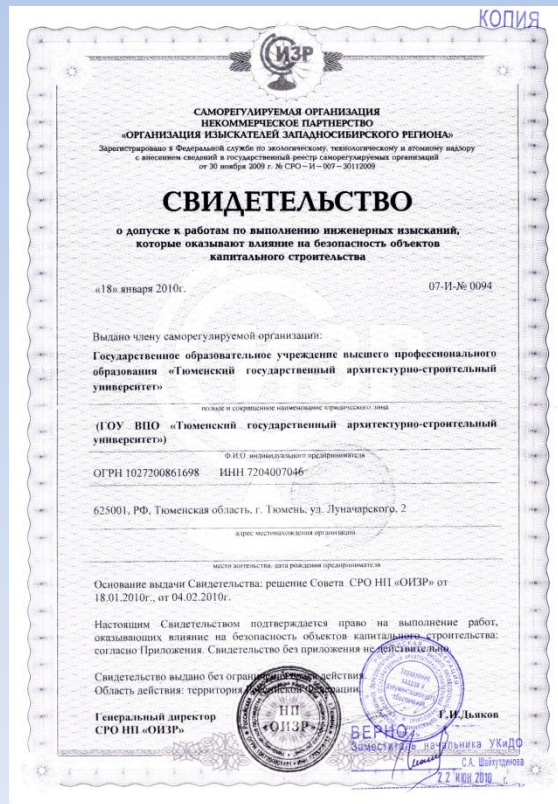 КОПИЯ
ОИЗР
САМОРЕГУЛИРУЕМАЯ ОРГАНИЗАЦИЯ
НЕКОММЕРЧЕСКОЕ ПАРТНЕРСТВО
«ОРГАНИЗАЦИЯ ИЗЫСКАТЕЛЕЙ ЗАПАДНОСИБИРСКОГО РЕГИОНА»
Зарегистрировано в Федеральной службе по экологическому, технологическому и атомному надзору
с внесением сведений в государственный реестр саморегулируемых организаций
от 30 ноября 2009 г. № СРО – И – 007 – 30112009
СВИДЕТЕЛЬСТВО
о допуске к работам по выполнению инженерных изысканий,
которые оказывают влияние на безопасность объектов
капитального строительства
«18» января 2010г. 07-И-№ 0094
Выдано члену саморегулируемой организации:
Государственное образовательное учреждение высшего профессионального
образования «Тюменский государственный архитектурно-строительный
университет»
полное и сокращенное наименование юридического лица
(ГОУ ВПО «Тюменский государственный архитектурно-строительный
университет»)
Ф.И.О. индивидуального предпринимателя
ОГРН 1027200861698 ИНН 7204007046
625001, РФ, Тюменская область, г. Тюмень, ул. Луначарского, 2
адрес местонахождения организации
место жительства, дата рождения предпринимателя
Основание выдачи Свидетельства: решение Совета СРО НП «ОИЗР» от
18.01.2010г., от 04.02.2010г.
Настоящим Свидетельством подтверждается право на выполнение работ,
оказывающих влияние на безопасность объектов капитального строительства:
согласно Приложения. Свидетельство без приложения не действительно.
Свидетельство выдано без ограничения срока действия.
Область действия: территория Российской Федерации.
Генеральный директор Г.И.Дьяков
СРО НП «ОИЗР»
НП
«ОИЗР»
Управление
кадров и
ВЕРНО
Заместитель начальника УКиДО
С.А. Шайхутдинова
22 ИЮН 2010 г.